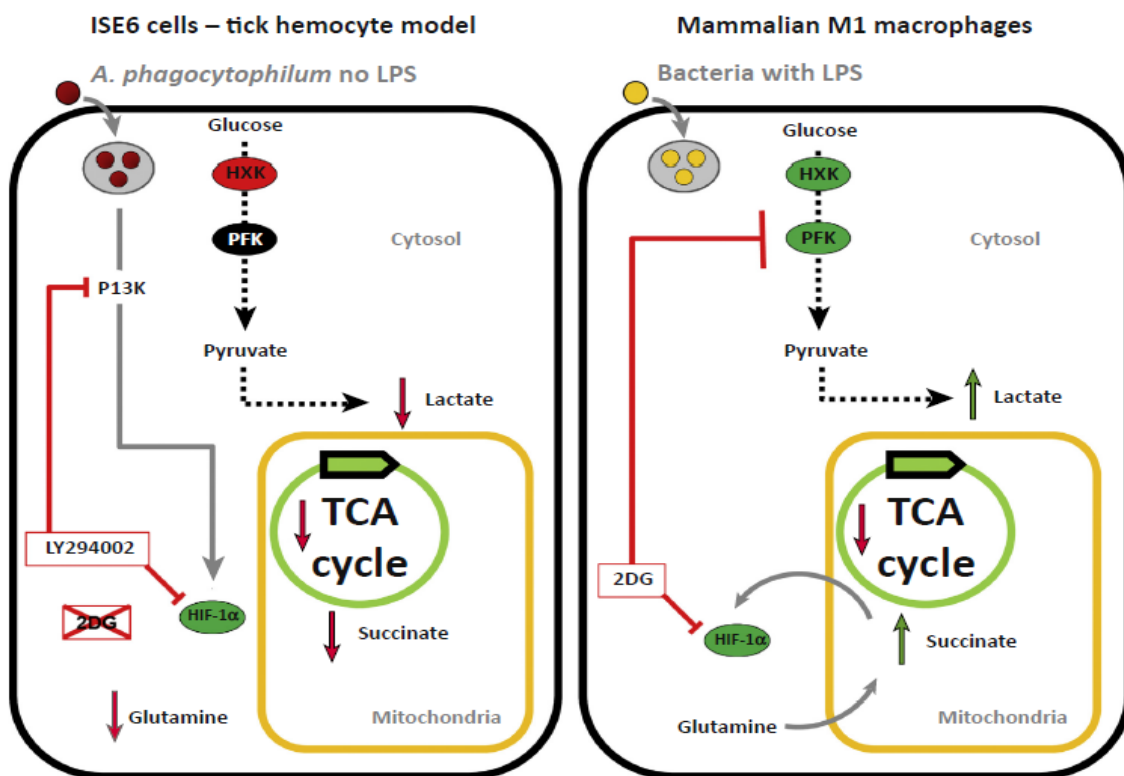 ISE6 cells – tick hemocyte model
A. phagocytophilum no LPS
Glucose
HXK
PFK
Cytosol
P13K
Pyruvate
Lactate
TCA
cycle
LY294002
2DG
HIF-1α
Succinate
Glutamine
Mitochondria
Mammalian M1 macrophages
Bacteria with LPS
Glucose
HXK
PFK
Cytosol
Pyruvate
Lactate
TCA
cycle
2DG
HIF-1α
Succinate
Glutamine
Mitochondria